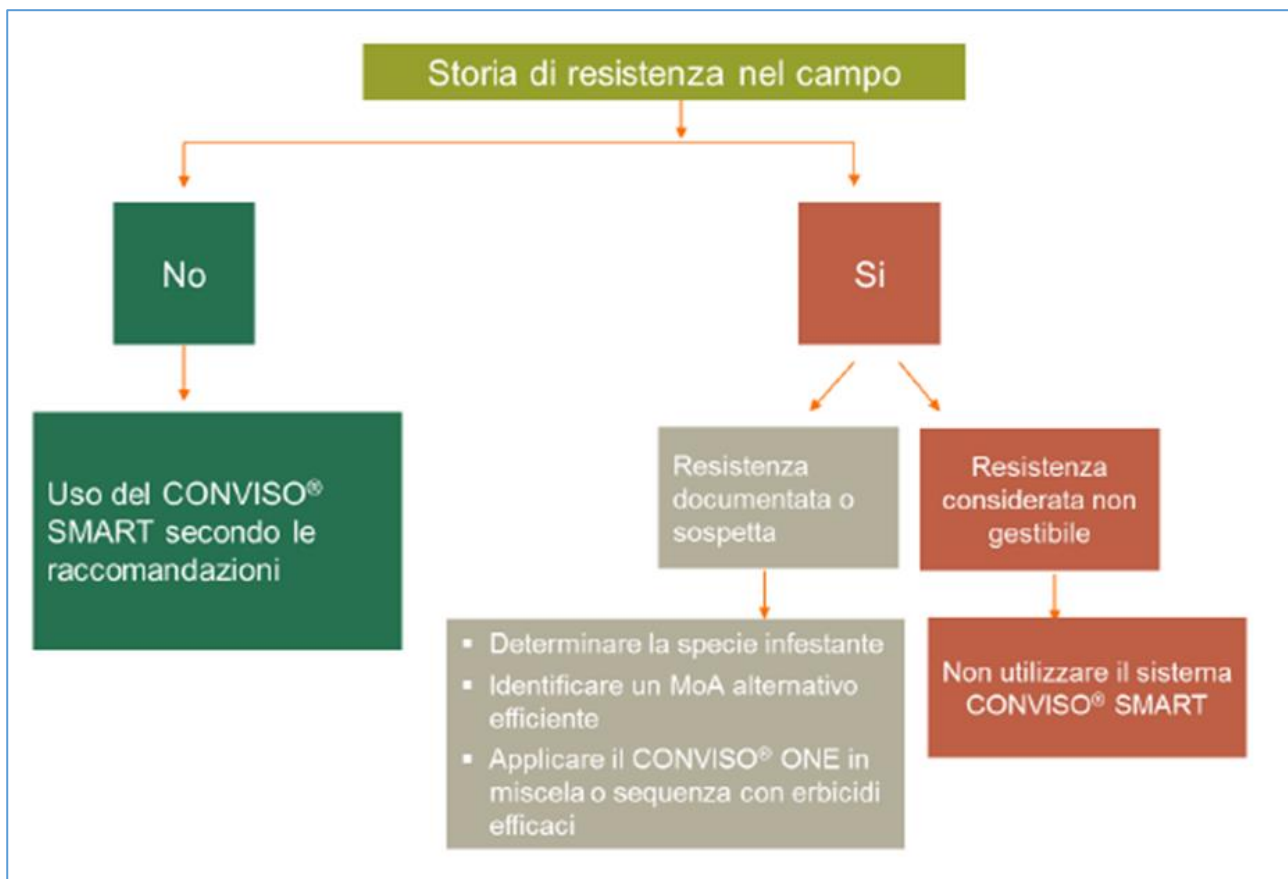 Storia di resistenza nel campo
No
Si
Uso del CONVISO®
SMART secondo le
raccomandazioni
Resistenza
documentata o
sospetta
Resistenza
considerata non
gestibile
▪ Determinare la specie infestante
▪ Identificare un MoA alternativo
efficiente
▪ Applicare il CONVISO® ONE in
miscela o sequenza con erbicidi
efficaci
Non utilizzare il sistema
CONVISO® SMART